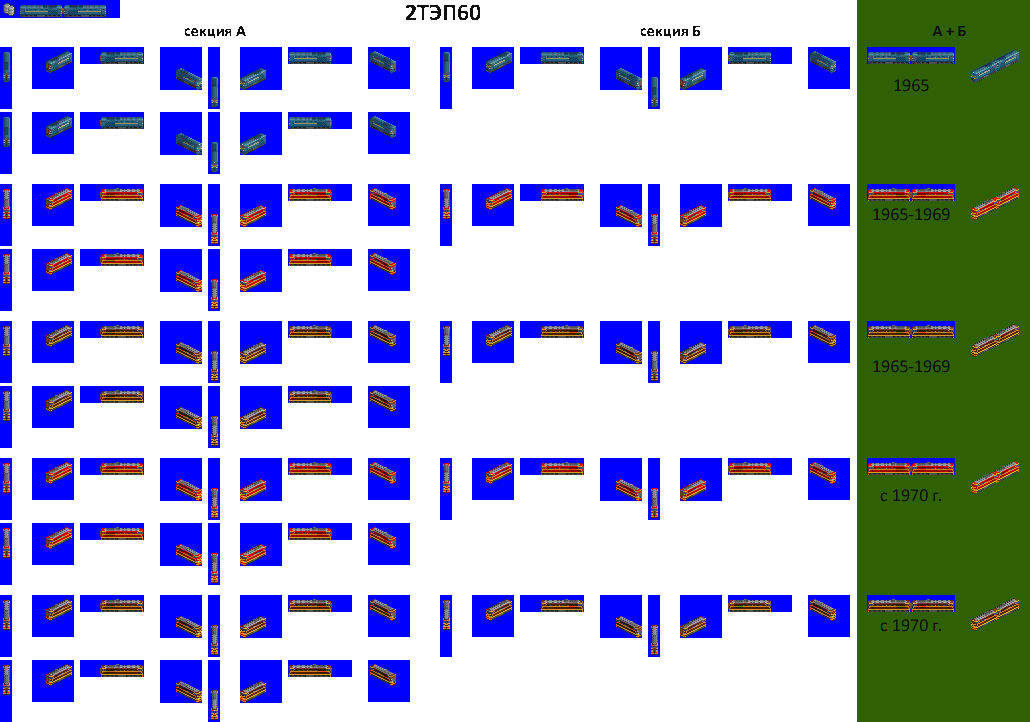 2ТЭП60
секция А
секция Б
А + Б
1965
1965-1969
1965-1969
с 1970 г.
с 1970 г.